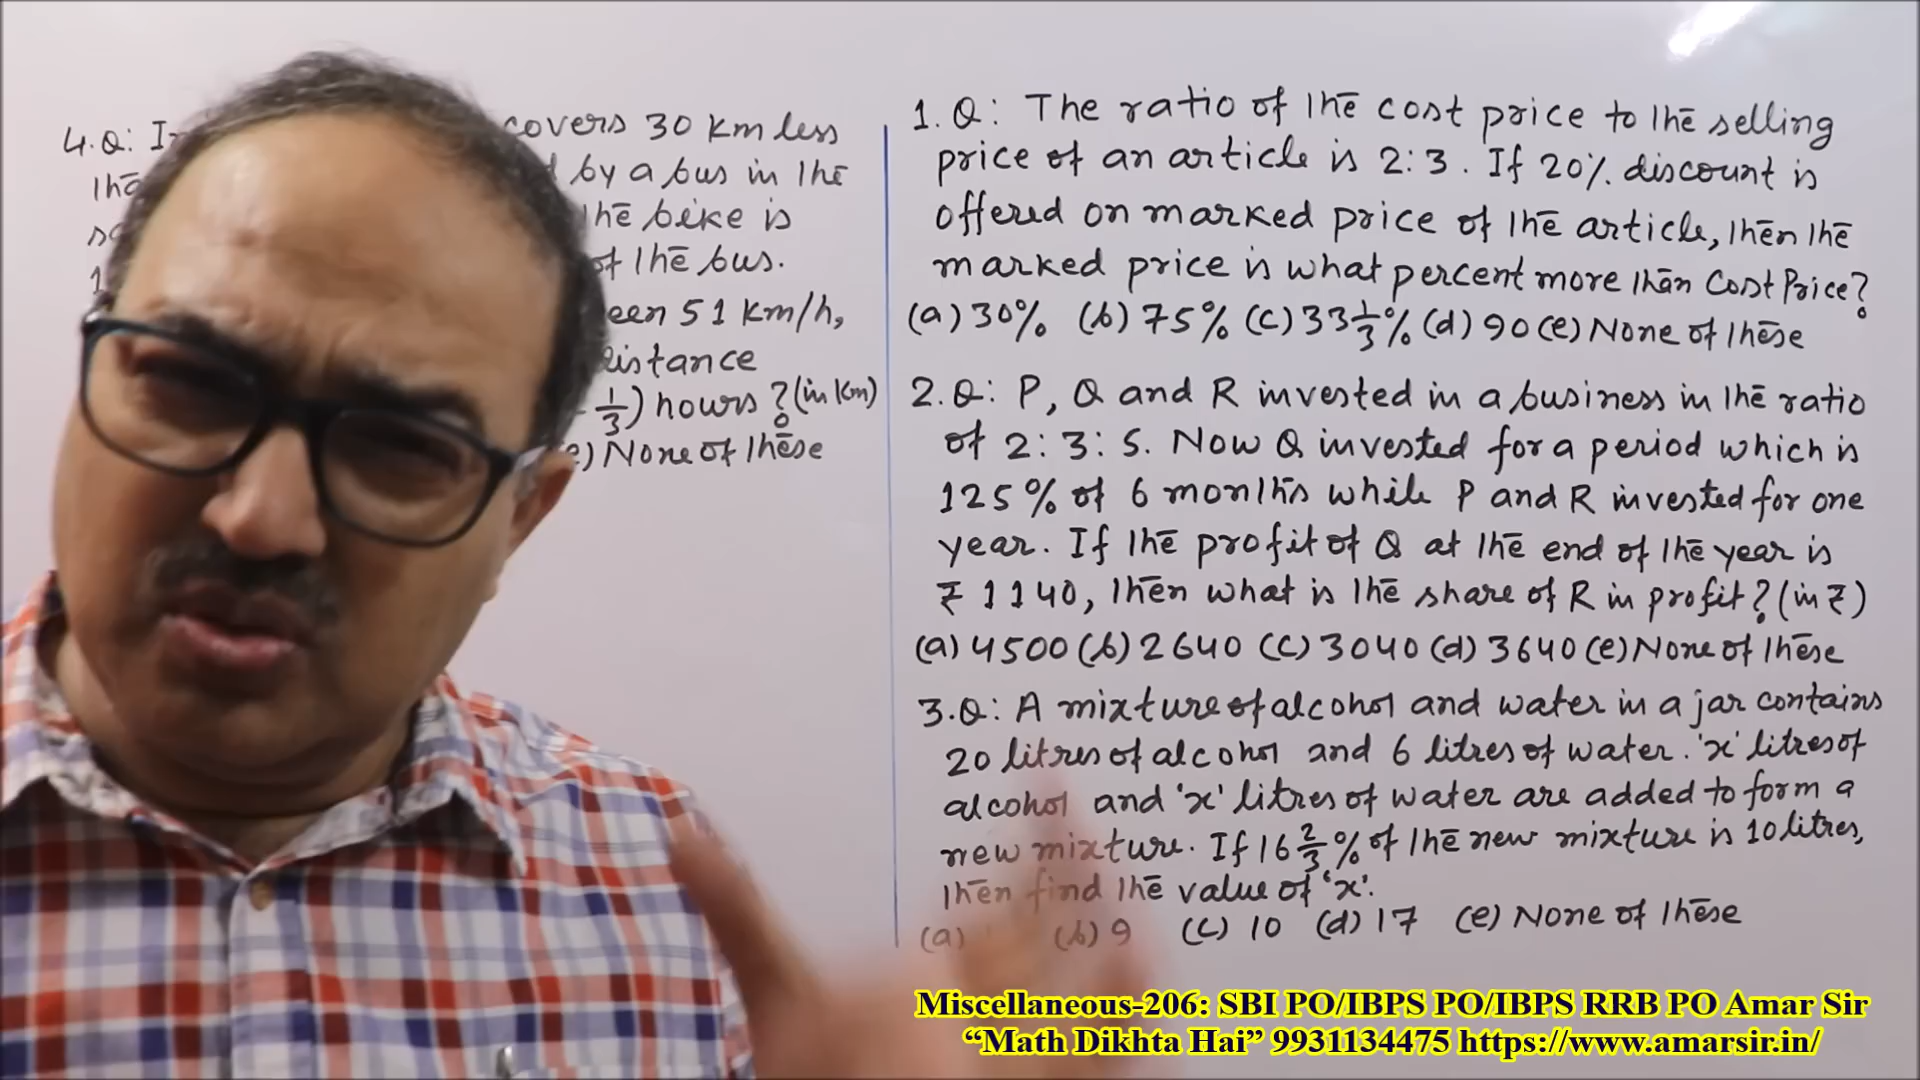 4.Q: In covers 30 km less
by a bus in the
the bike is
of the bus.
een 51 km/h,
distance
1/3) hours ? (in km)
e) None of these
1. Q: The ratio of the cost price to the selling
price of an article is 2:3. If 20% discount is
offered on marked price of the article, then the
marked price is what percent more than Cost Price?
(a) 30% (b) 75% (c) 33 1/3 % (d) 90 (e) None of these
2. Q: P, Q and R invested in a business in the ratio
of 2:3:5. Now Q invested for a period which is
125% of 6 months while P and R invested for one
year. If the profit of Q at the end of the year is
₹ 1140, then what is the share of R in profit? (in ₹)
(a) 4500 (b) 2640 (c) 3040 (d) 3640 (e) None of these
3. Q: A mixture of alcohol and water in a jar contains
20 litres of alcohol and 6 litres of water. 'x' litres of
alcohol and 'x' litres of water are added to form a
new mixture. If 16 2/3 % of the new mixture is 10 litres,
then find the value of 'x'.
(a) (b) 9 (c) 10 (d) 17 (e) None of these
Miscellaneous-206: SBI PO/IBPS PO/IBPS RRB PO Amar Sir
“Math Dikhta Hai” 9931134475 https://www.amarsir.in/